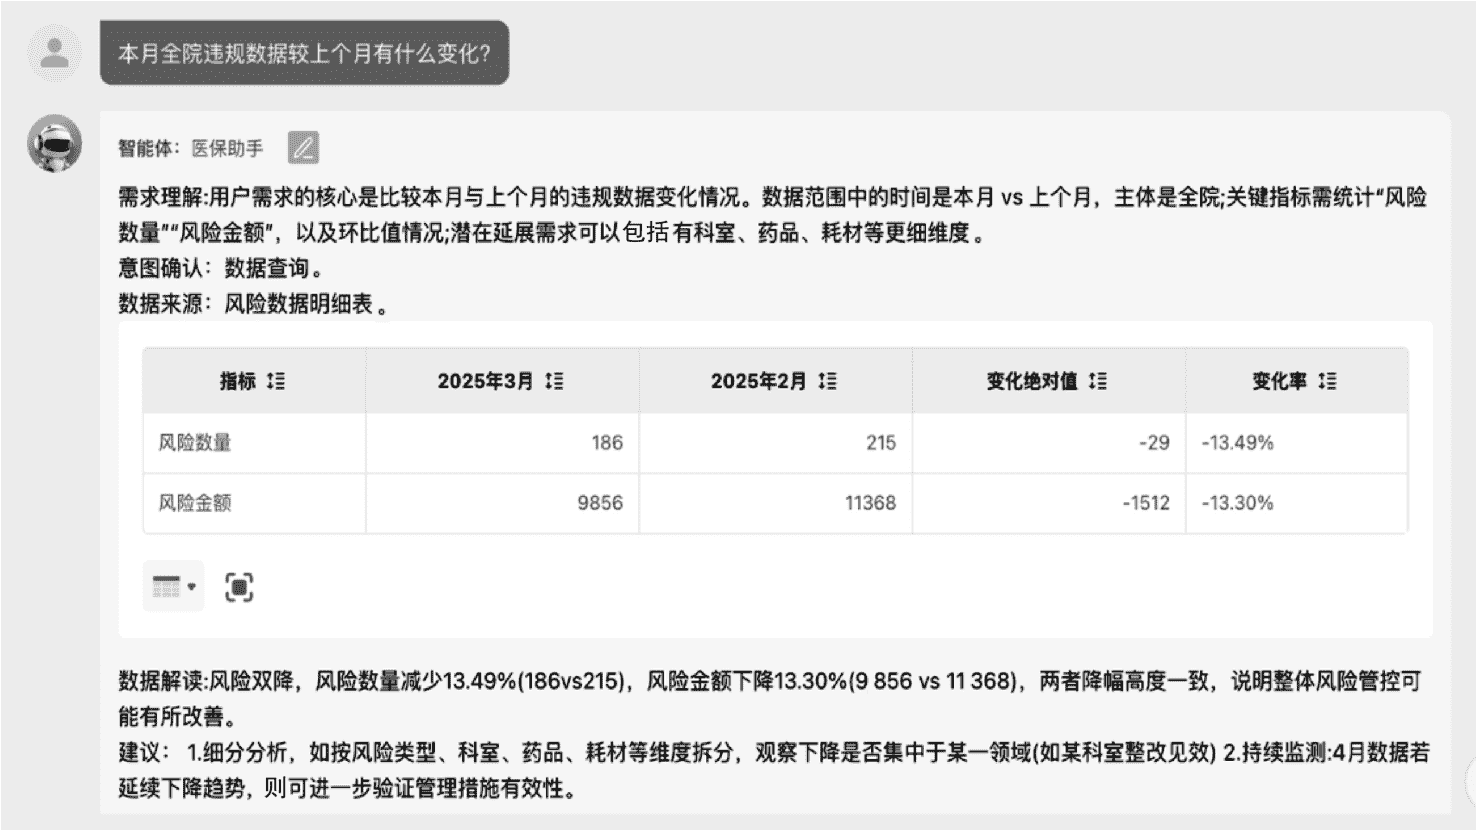 本月全院违规数据较上个月有什么变化?
智能体：医保助手
需求理解:用户需求的核心是比较本月与上个月的违规数据变化情况。数据范围中的时间是本月 vs 上个月，主体是全院;关键指标需统计“风险
数量”“风险金额”，以及环比值情况;潜在延展需求可以包括有科室、药品、耗材等更细维度。
意图确认：数据查询。
数据来源：风险数据明细表。
指标 2025年3月 2025年2月 变化绝对值 变化率
风险数量 186 215 -29 -13.49%
风险金额 9856 11368 -1512 -13.30%
数据解读:风险双降，风险数量减少13.49%(186vs215)，风险金额下降13.30%(9 856 vs 11 368)，两者降幅高度一致，说明整体风险管控可
能有所改善。
建议： 1.细分分析，如按风险类型、科室、药品、耗材等维度拆分，观察下降是否集中于某一领域(如某科室整改见效) 2.持续监测:4月数据若
延续下降趋势，则可进一步验证管理措施有效性。